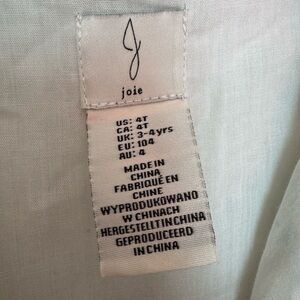 J
joie
US: 4T
CA: 4T
UK: 3-4yrs
EU: 104
AU: 4
MADE IN
CHINA
FABRIQUÉ EN
CHINE
WYPRODUKOWANO
W CHINACH
HERGESTELLT IN CHINA
GEPRODUCEERD
IN CHINA